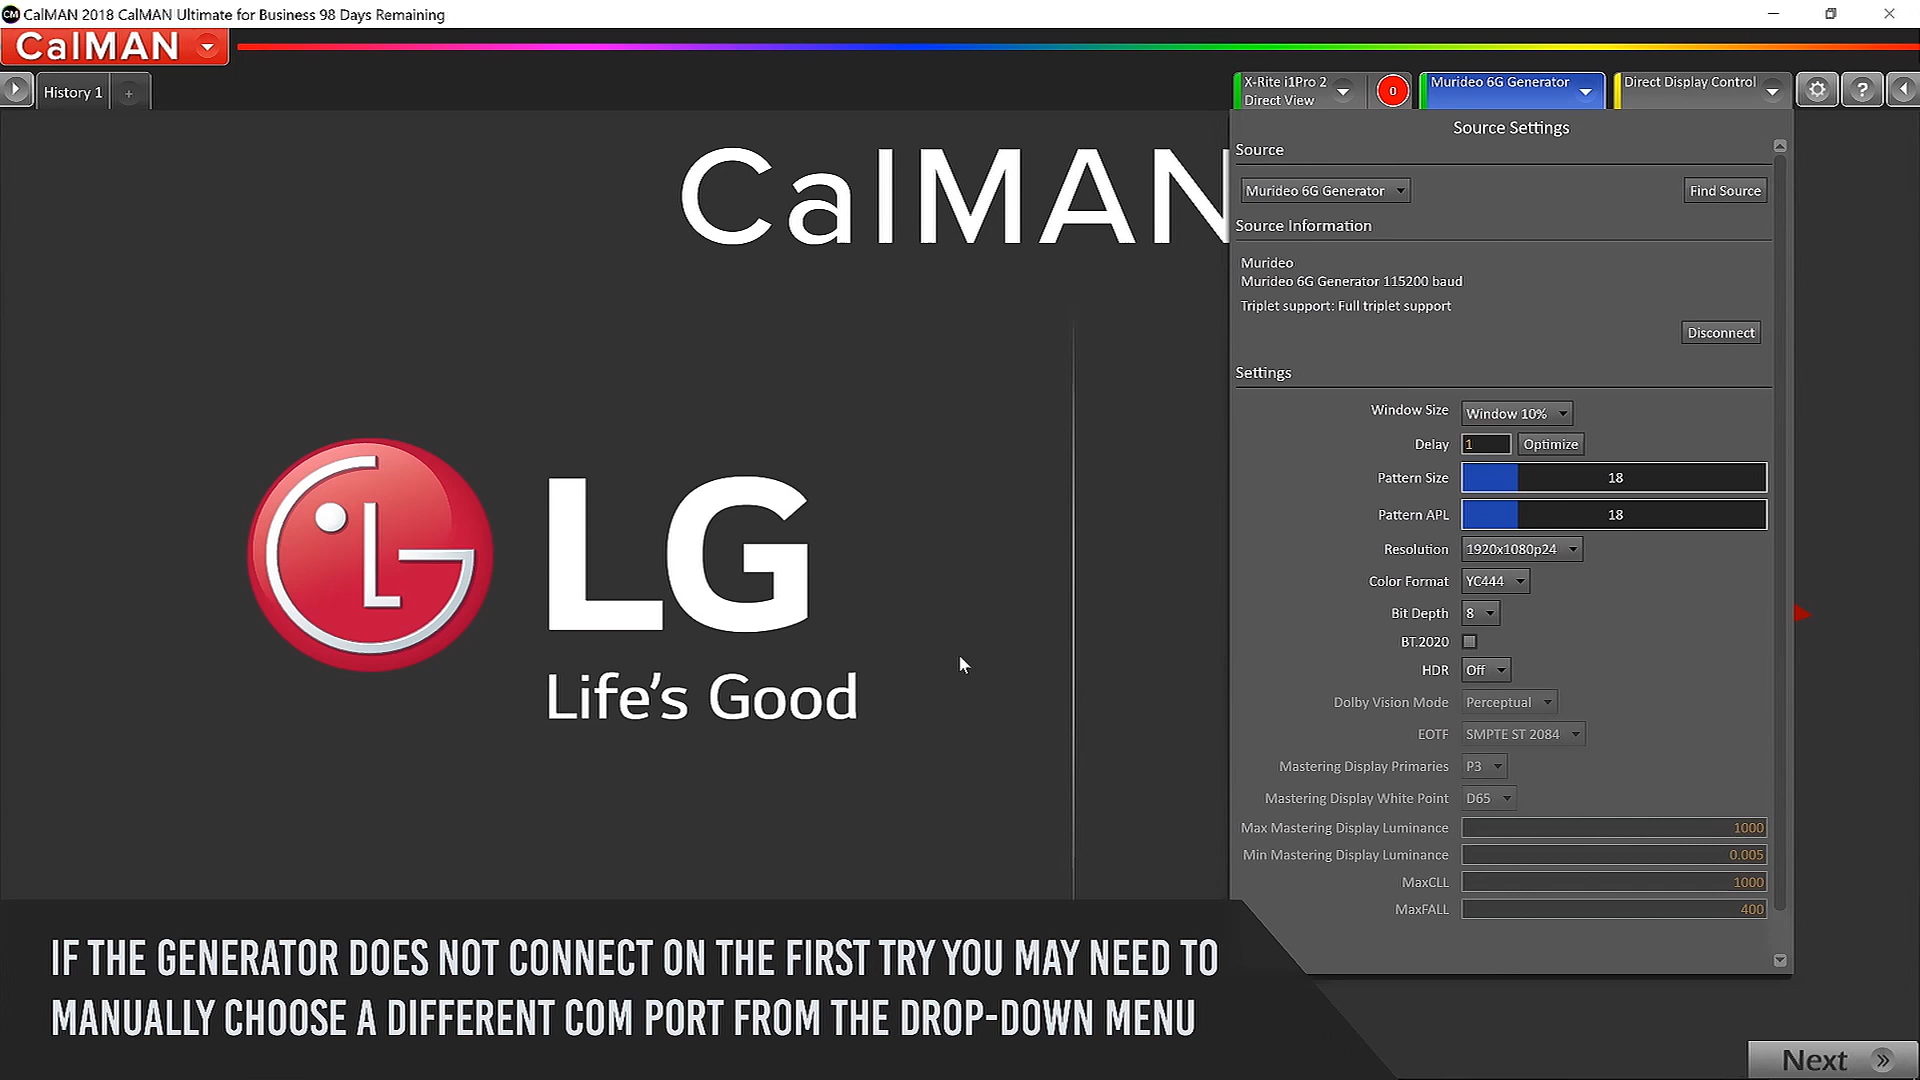 CalMAN 2018 CalMAN Ultimate for Business 98 Days Remaining
CalMAN
History 1
+
X-Rite i1Pro 2
Direct View
0
Murideo 6G Generator
Direct Display Control
?
CalMAN
LG
Life's Good
Source Settings
Source
Murideo 6G Generator
Find Source
Source Information
Murideo
Murideo 6G Generator 115200 baud
Triplet support: Full triplet support
Disconnect
Settings
Window Size Window 10%
Delay 1 Optimize
Pattern Size 18
Pattern APL 18
Resolution 1920x1080p24
Color Format YC444
Bit Depth 8
BT.2020
HDR Off
Dolby Vision Mode Perceptual
EOTF SMPTE ST 2084
Mastering Display Primaries P3
Mastering Display White Point D65
Max Mastering Display Luminance 1000
Min Mastering Display Luminance 0.005
MaxCLL 1000
MaxFALL 400
IF THE GENERATOR DOES NOT CONNECT ON THE FIRST TRY YOU MAY NEED TO
MANUALLY CHOOSE A DIFFERENT COM PORT FROM THE DROP-DOWN MENU
Next »